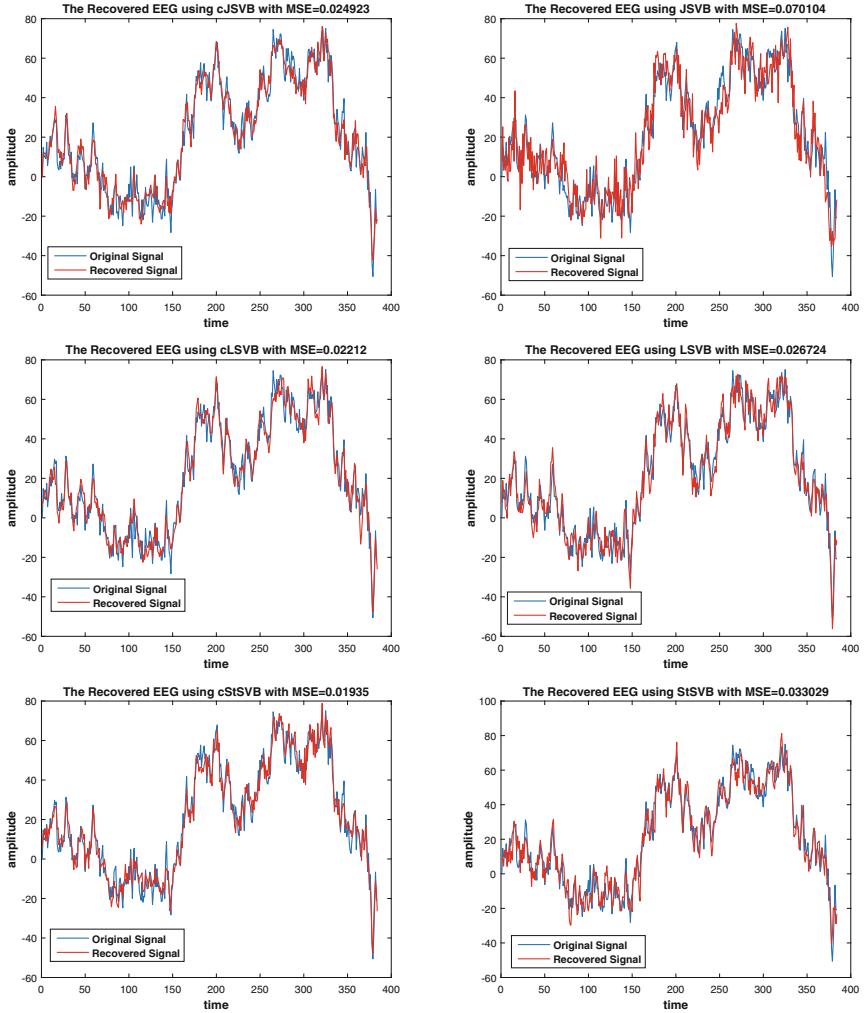 The Recovered EEG using cJSVB with MSE=0.024923
80
60
40
20
0
-20
-40
-60
amplitude
Original Signal
Recovered Signal
0 50 100 150 200 250 300 350 400
time
The Recovered EEG using JSVB with MSE=0.070104
80
60
40
20
0
-20
-40
-60
amplitude
Original Signal
Recovered Signal
0 50 100 150 200 250 300 350 400
time
The Recovered EEG using cLSVB with MSE=0.02212
80
60
40
20
0
-20
-40
-60
amplitude
Original Signal
Recovered Signal
0 50 100 150 200 250 300 350 400
time
The Recovered EEG using LSVB with MSE=0.026724
80
60
40
20
0
-20
-40
-60
amplitude
Original Signal
Recovered Signal
0 50 100 150 200 250 300 350 400
time
The Recovered EEG using cStSVB with MSE=0.01935
80
60
40
20
0
-20
-40
-60
amplitude
Original Signal
Recovered Signal
0 50 100 150 200 250 300 350 400
time
The Recovered EEG using StSVB with MSE=0.033029
100
80
60
40
20
0
-20
-40
-60
amplitude
Original Signal
Recovered Signal
0 50 100 150 200 250 300 350 400
time